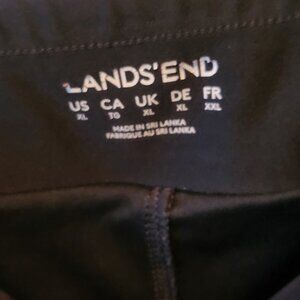 LANDS'END
US CA UK DE FR
XL TG XL XL XXL
MADE IN SRI LANKA
FABRIQUE AU SRI LANKA